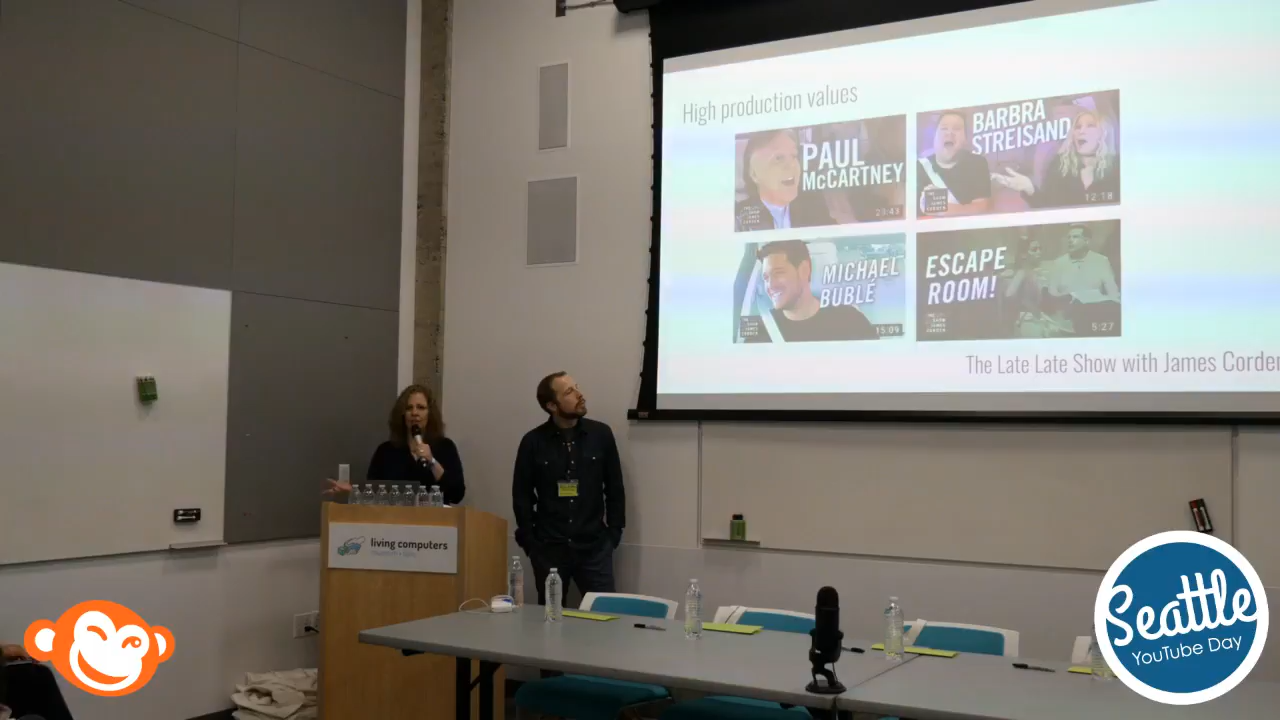 High production values
PAUL
McCARTNEY
23:43
BARBRA
STREISAND
12:18
MICHAEL
BUBLÉ
15:09
ESCAPE
ROOM!
5:27
The Late Late Show with James Corden
living computers
Seattle
YouTube Day